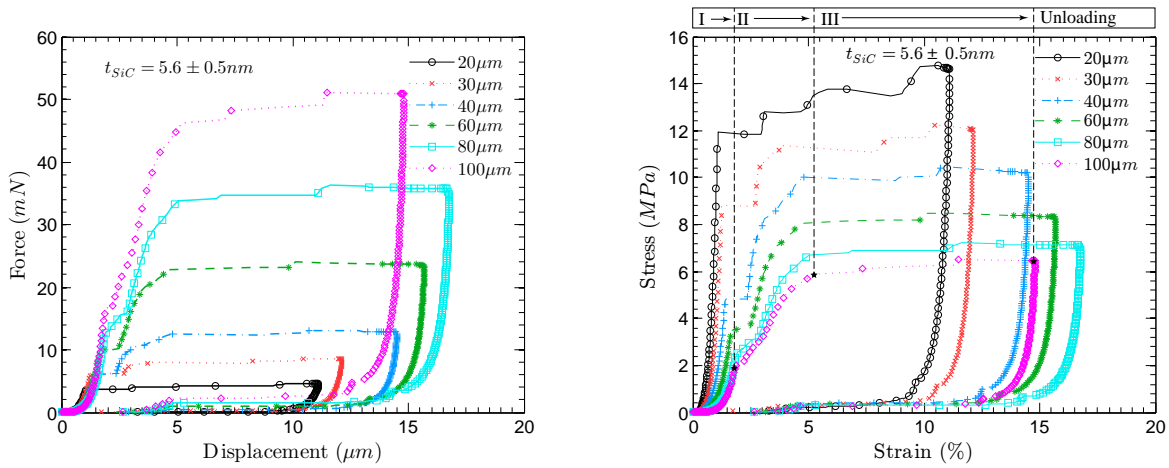 60
50
40
30
20
10
0
0
5
10
15
20
Force (mN)
Displacement (μm)
t_SiC = 5.6 ± 0.5nm
20μm
30μm
40μm
60μm
80μm
100μm
I
II
III
Unloading
16
14
12
10
8
6
4
2
0
0
5
10
15
20
Stress (MPa)
Strain (%)
t_SiC = 5.6 ± 0.5nm
20μm
30μm
40μm
60μm
80μm
100μm